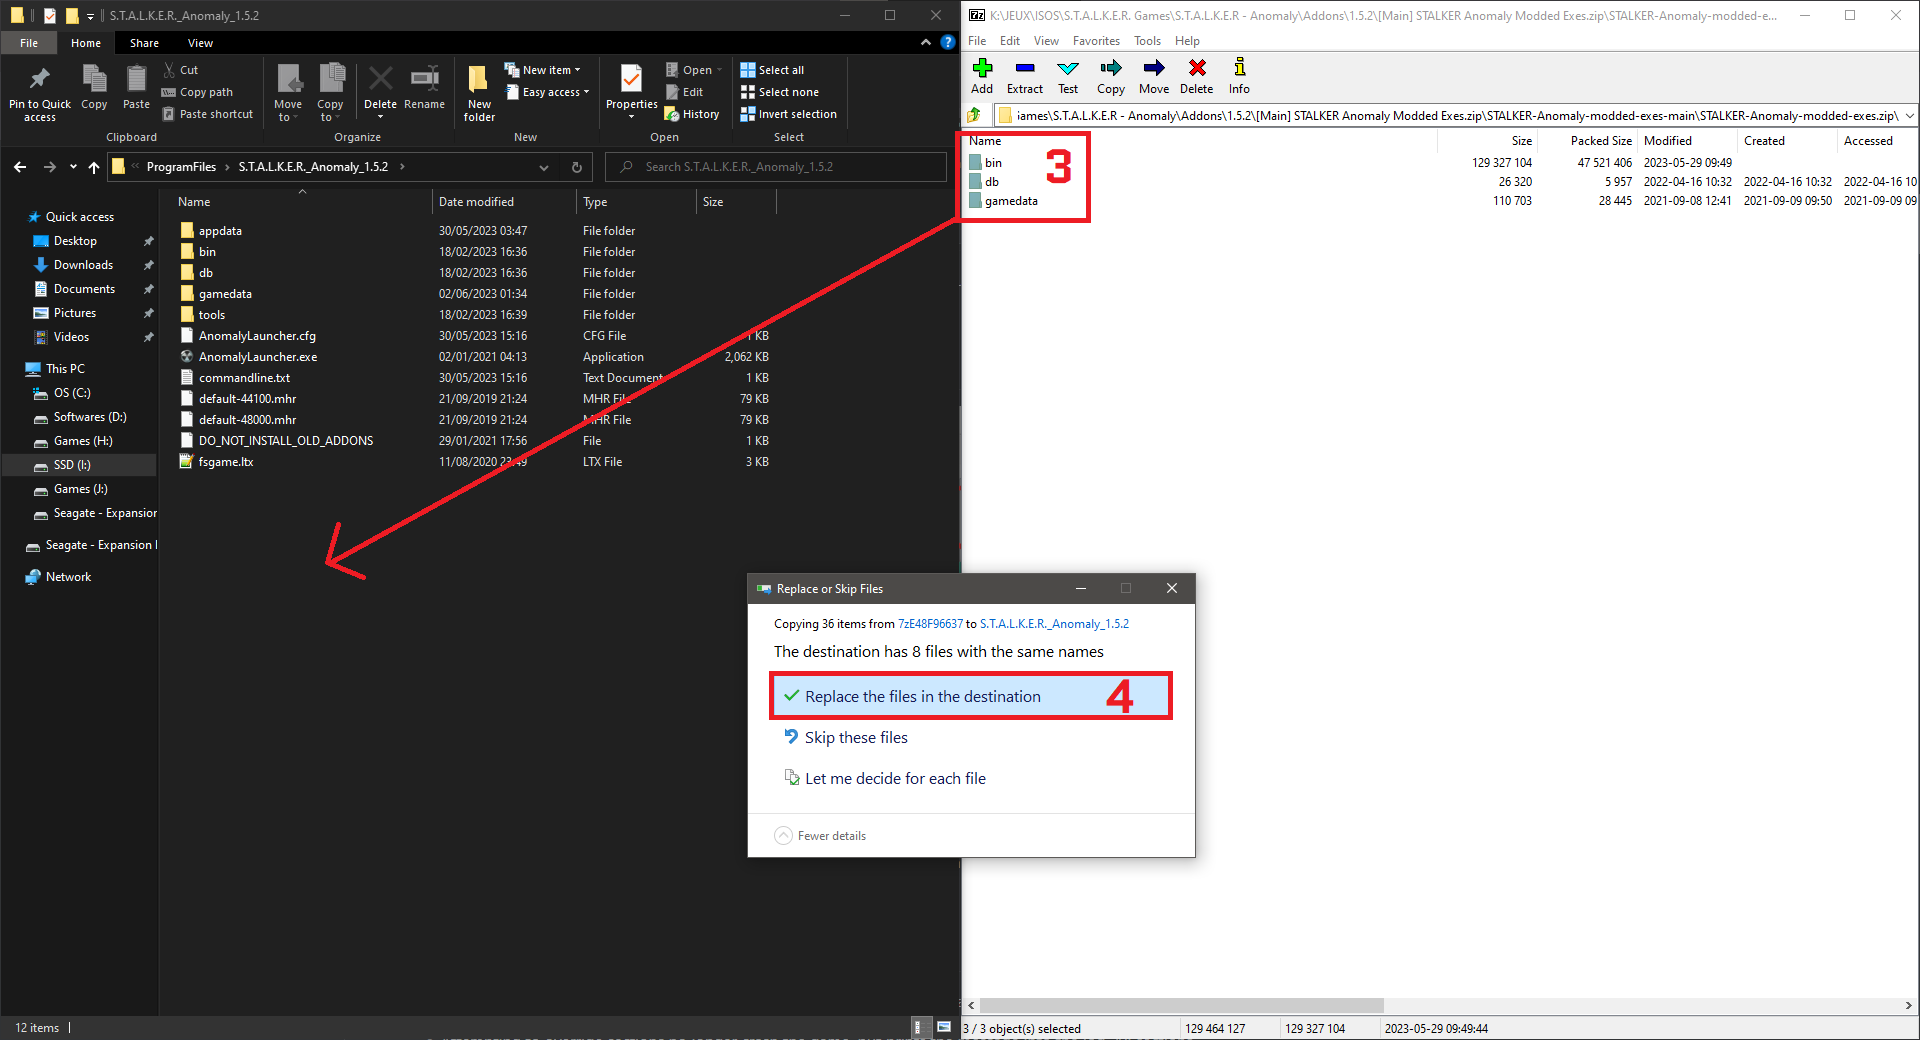 S.T.A.L.K.E.R._Anomaly_1.5.2
File Home Share View
Pin to Quick access
Copy
Paste
Cut
Copy path
Paste shortcut
Clipboard
Move to
Copy to
Delete
Rename
Organize
New folder
New item
Easy access
New
Properties
Open
Edit
History
Open
Select all
Select none
Invert selection
Select
ProgramFiles › S.T.A.L.K.E.R._Anomaly_1.5.2 ›
Search S.T.A.L.K.E.R._Anomaly_1.5.2
Quick access
Desktop
Downloads
Documents
Pictures
Videos
This PC
OS (C:)
Softwares (D:)
Games (H:)
SSD (I:)
Games (J:)
Seagate - Expansion
Seagate - Expansion
Network
Name Date modified Type Size
appdata 30/05/2023 03:47 File folder
bin 18/02/2023 16:36 File folder
db 18/02/2023 16:36 File folder
gamedata 02/06/2023 01:34 File folder
tools 18/02/2023 16:39 File folder
AnomalyLauncher.cfg 30/05/2023 15:16 CFG File 1 KB
AnomalyLauncher.exe 02/01/2021 04:13 Application 2,062 KB
commandline.txt 30/05/2023 15:16 Text Document 1 KB
default-44100.mhr 21/09/2019 21:24 MHR File 79 KB
default-48000.mhr 21/09/2019 21:24 MHR File 79 KB
DO_NOT_INSTALL_OLD_ADDONS 29/01/2021 17:56 File 1 KB
fsgame.ltx 11/08/2020 23:49 LTX File 3 KB
12 items
K:\JEUX\ISOS\S.T.A.L.K.E.R. Games\S.T.A.L.K.E.R - Anomaly\Addons\1.5.2\[Main] STALKER Anomaly Modded Exes.zip\STALKER-Anomaly-modded-e...
File Edit View Favorites Tools Help
Add Extract Test Copy Move Delete Info
iames\S.T.A.L.K.E.R - Anomaly\Addons\1.5.2\[Main] STALKER Anomaly Modded Exes.zip\STALKER-Anomaly-modded-exes-main\STALKER-Anomaly-modded-exes.zip\
Name Size Packed Size Modified Created Accessed
bin 129 327 104 47 521 406 2023-05-29 09:49
db 26 320 5 957 2022-04-16 10:32 2022-04-16 10:32 2022-04-16 10
gamedata 110 703 28 445 2021-09-08 12:41 2021-09-09 09:50 2021-09-09 09
3
Replace or Skip Files
Copying 36 items from 7zE48F96637 to S.T.A.L.K.E.R._Anomaly_1.5.2
The destination has 8 files with the same names
Replace the files in the destination
4
Skip these files
Let me decide for each file
Fewer details
3 / 3 object(s) selected 129 464 127 129 327 104 2023-05-29 09:49:44